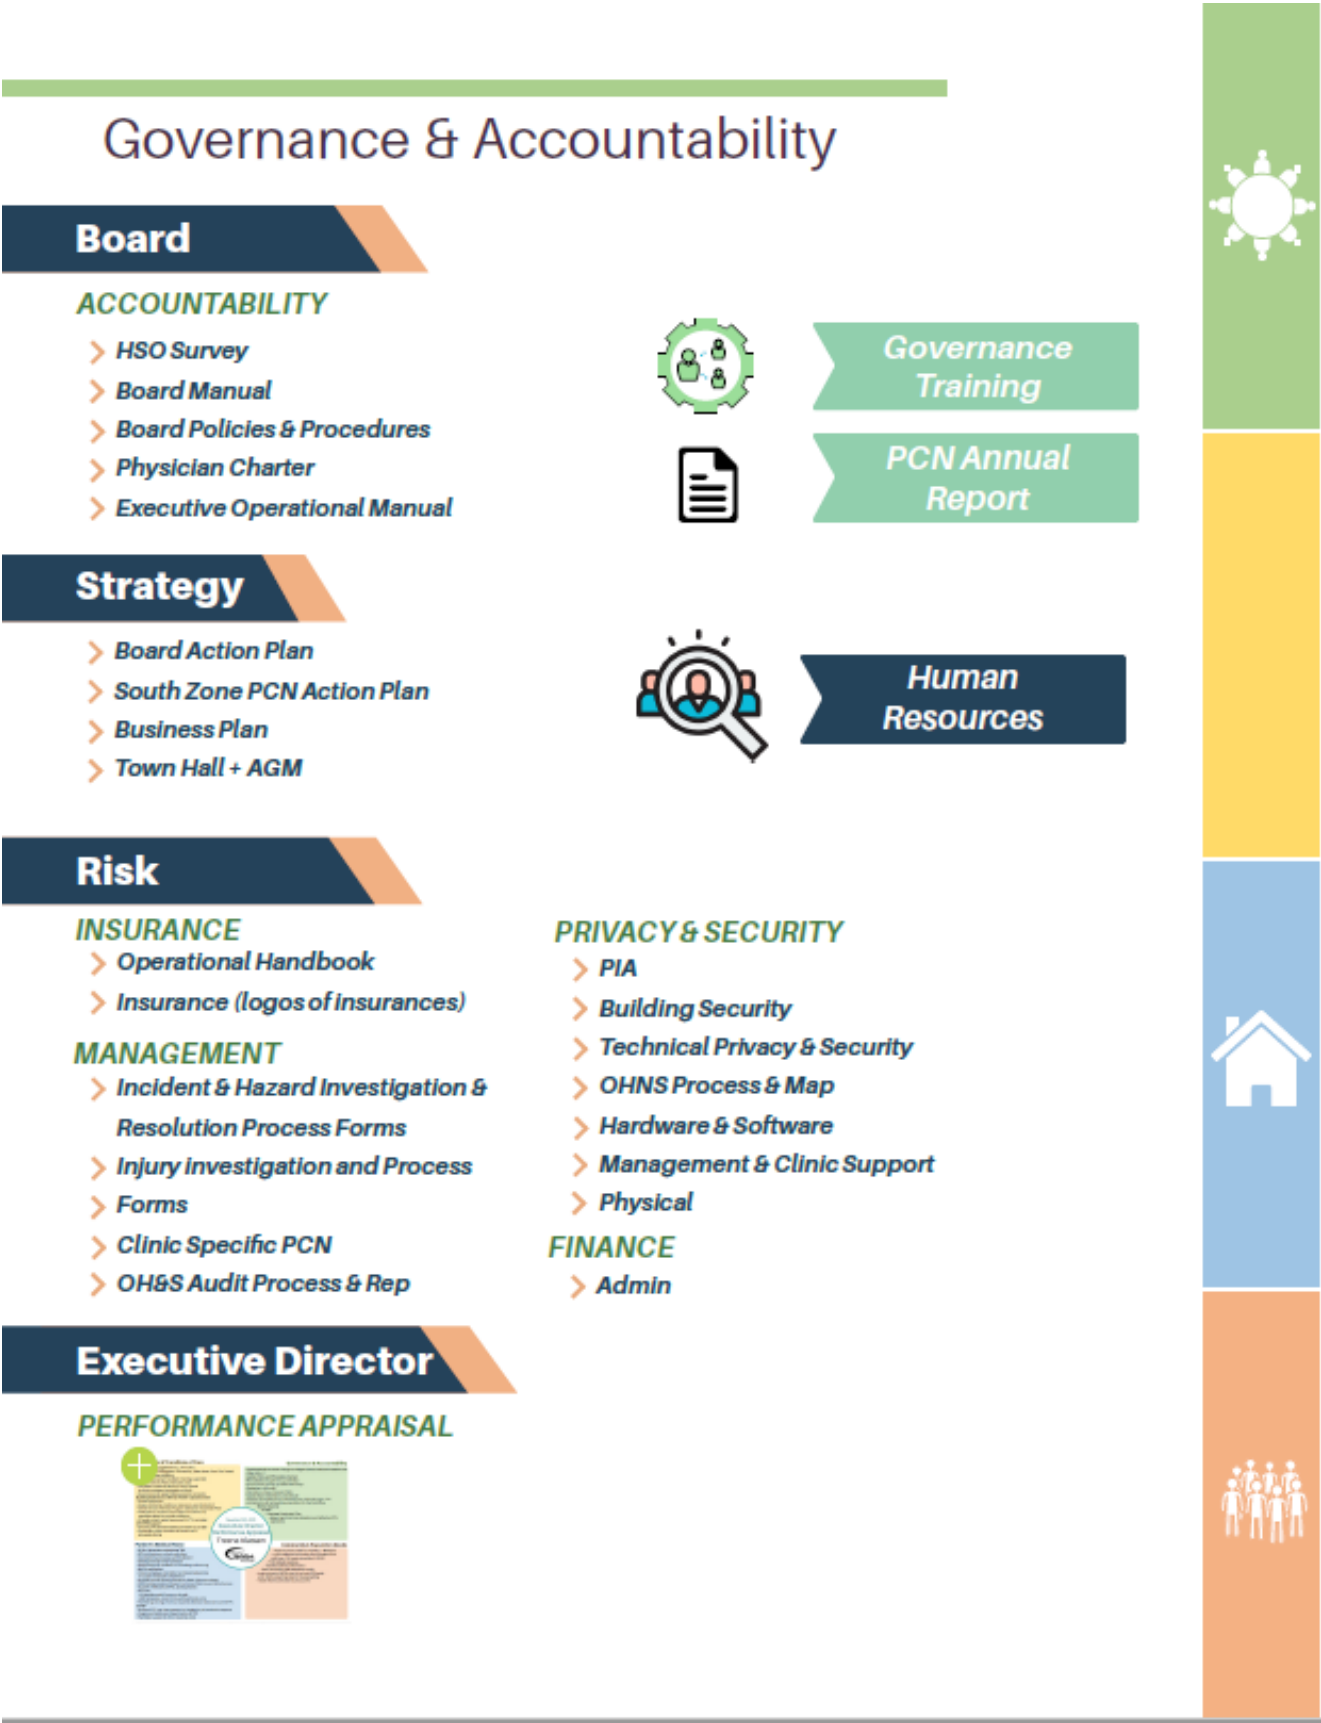 Governance & Accountability
Board
ACCOUNTABILITY
HSO Survey
Board Manual
Board Policies & Procedures
Physician Charter
Executive Operational Manual
Governance
Training
PCN Annual
Report
Strategy
Board Action Plan
South Zone PCN Action Plan
Business Plan
Town Hall + AGM
Human
Resources
Risk
INSURANCE
Operational Handbook
Insurance (logos of insurances)
MANAGEMENT
Incident & Hazard Investigation &
Resolution Process Forms
Injury investigation and Process
Forms
Clinic Specific PCN
OH&S Audit Process & Rep
PRIVACY & SECURITY
PIA
Building Security
Technical Privacy & Security
OHNS Process & Map
Hardware & Software
Management & Clinic Support
Physical
FINANCE
Admin
Executive Director
PERFORMANCE APPRAISAL